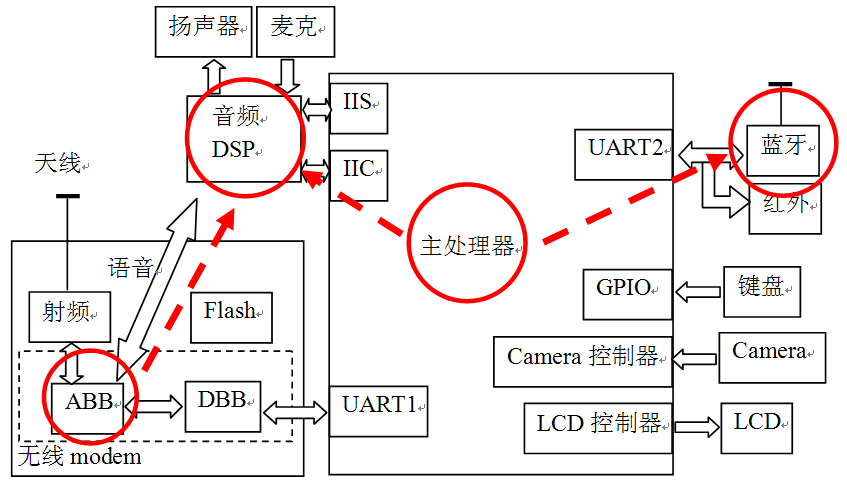 扬声器
麦克
音频
DSP
IIS
IIC
UART2
蓝牙
红外
天线
主处理器
语音
射频
Flash
GPIO
键盘
Camera 控制器
Camera
ABB
DBB
UART1
LCD 控制器
LCD
无线 modem